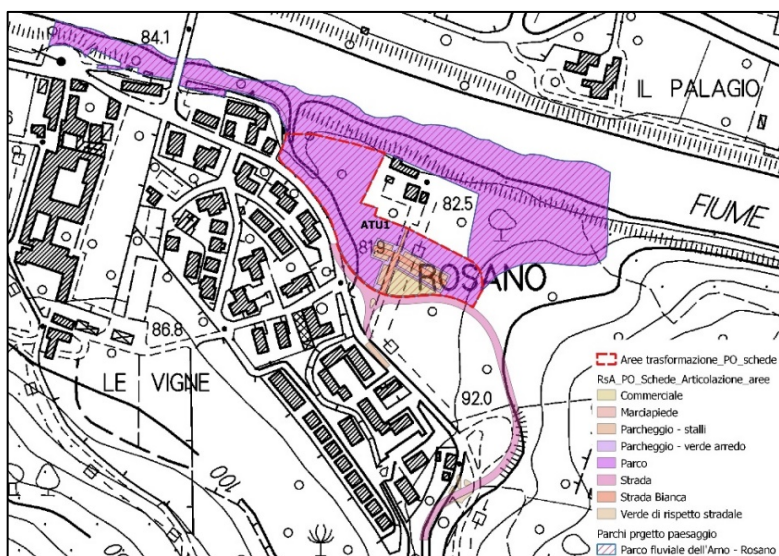 84.1
IL PALAGIO
82.5
FIUME
ATU1
81.9
ROSANO
86.8
LE VIGNE
92.0
100
Aree trasformazione_PO_schede
RsA_PO_Schede_Articolazione_aree
Commerciale
Marciapiede
Parcheggio - stalli
Parcheggio - verde arredo
Parco
Strada
Strada Bianca
Verde di rispetto stradale
Parchi prgetto paesaggio
Parco fluviale dell'Arno - Rosano